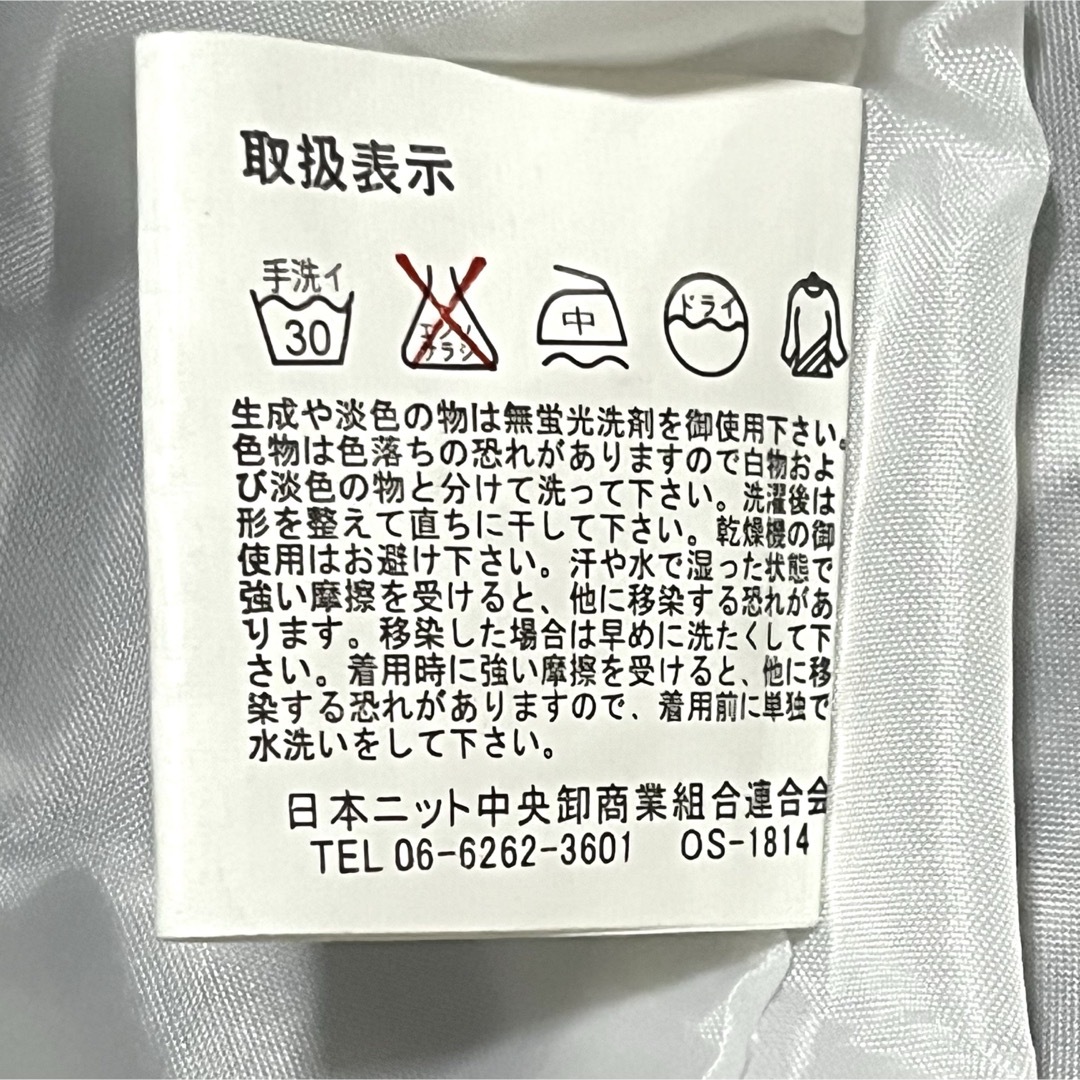 取扱表示
手洗イ エンソ 中 ドライ
30 サラシ
生成や淡色の物は無蛍光洗剤を御使用下さい。
色物は色落ちの恐れがありますので白物およ
び淡色の物と分けて洗って下さい。洗濯後は
形を整えて直ちに干して下さい。乾燥機の御
使用はお避け下さい。汗や水で湿った状態で
強い摩擦を受けると、他に移染する恐れがあ
ります。移染した場合は早めに洗たくして下
さい。着用時に強い摩擦を受けると、他に移
染する恐れがありますので、着用前に単独で
水洗いをして下さい。
日本ニット中央卸商業組合連合会
TEL 06-6262-3601 OS-1814